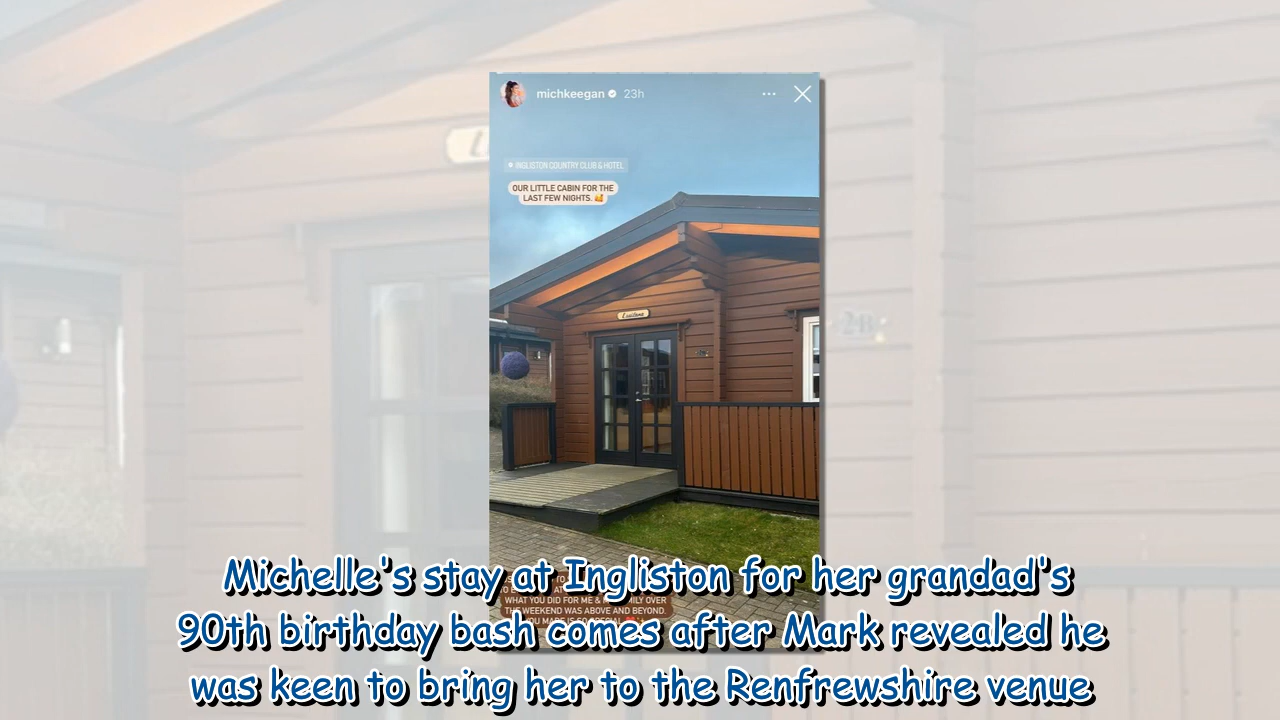 michkeegan 23h
INGLISTON COUNTRY CLUB & HOTEL
OUR LITTLE CABIN FOR THE
LAST FEW NIGHTS.
2B
WHAT YOU DID FOR ME &
OVER
THE WEEKEND WAS ABOVE AND BEYOND.
Michelle's stay at Ingliston for her grandad's
90th birthday bash comes after Mark revealed he
was keen to bring her to the Renfrewshire venue